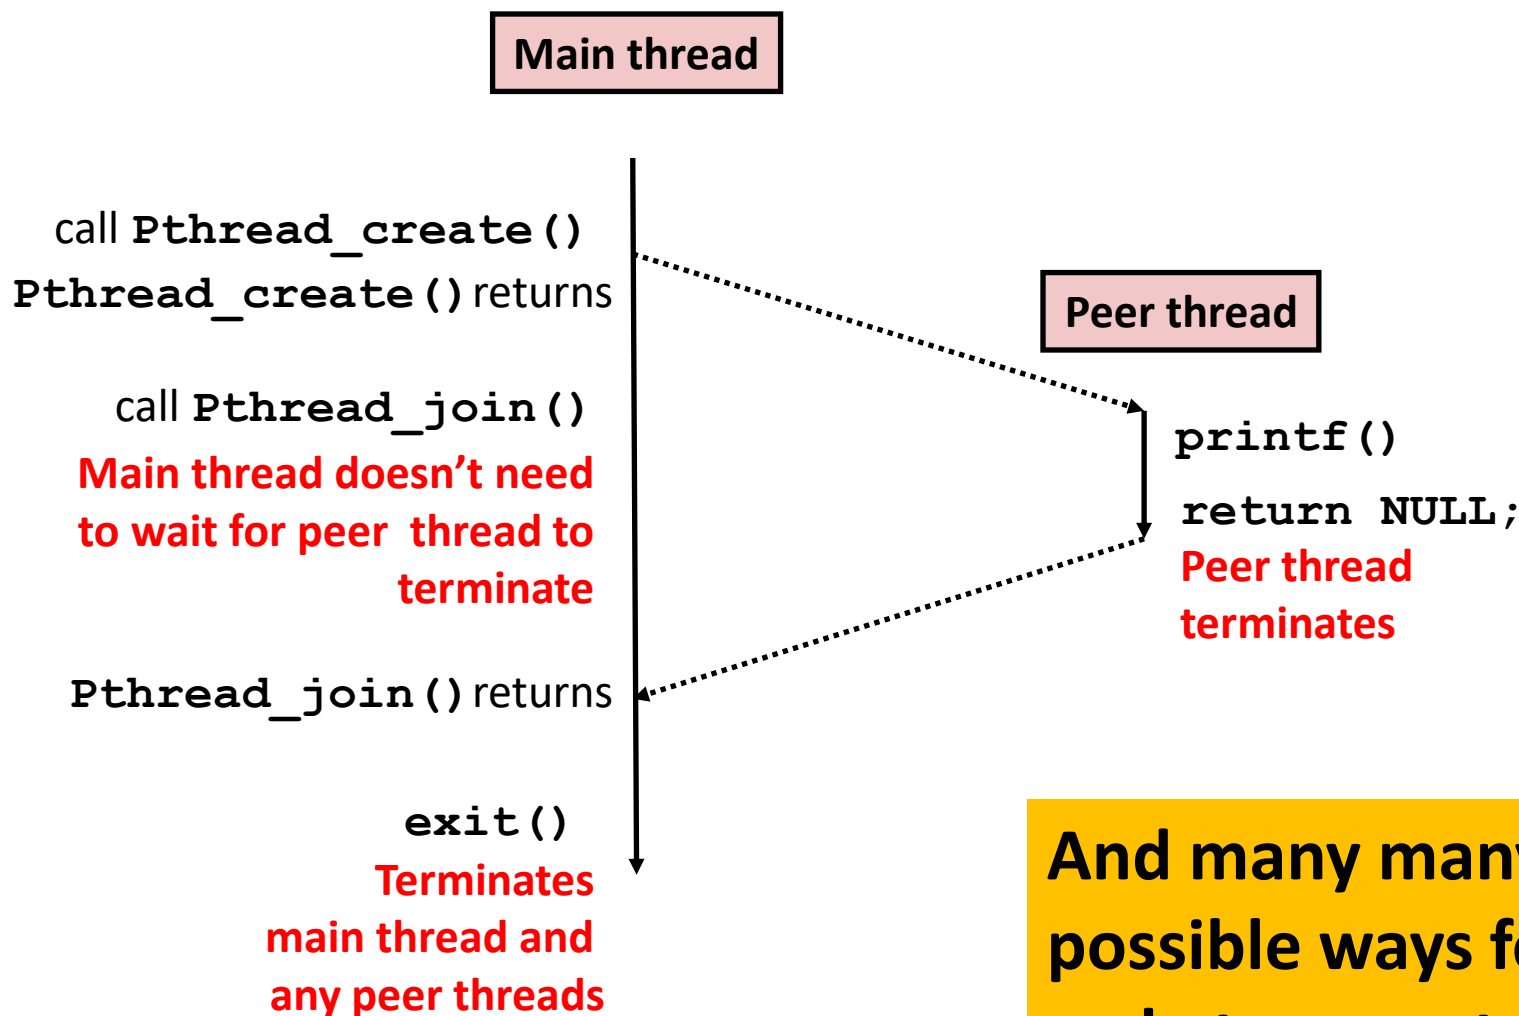 Main thread
call Pthread_create()
Pthread_create() returns
Peer thread
call Pthread_join()
Main thread doesn’t need
to wait for peer  thread to
terminate
printf()
return NULL;
Peer thread
terminates
Pthread_join() returns
exit()
Terminates
main thread and
any peer threads
And many
possible ways